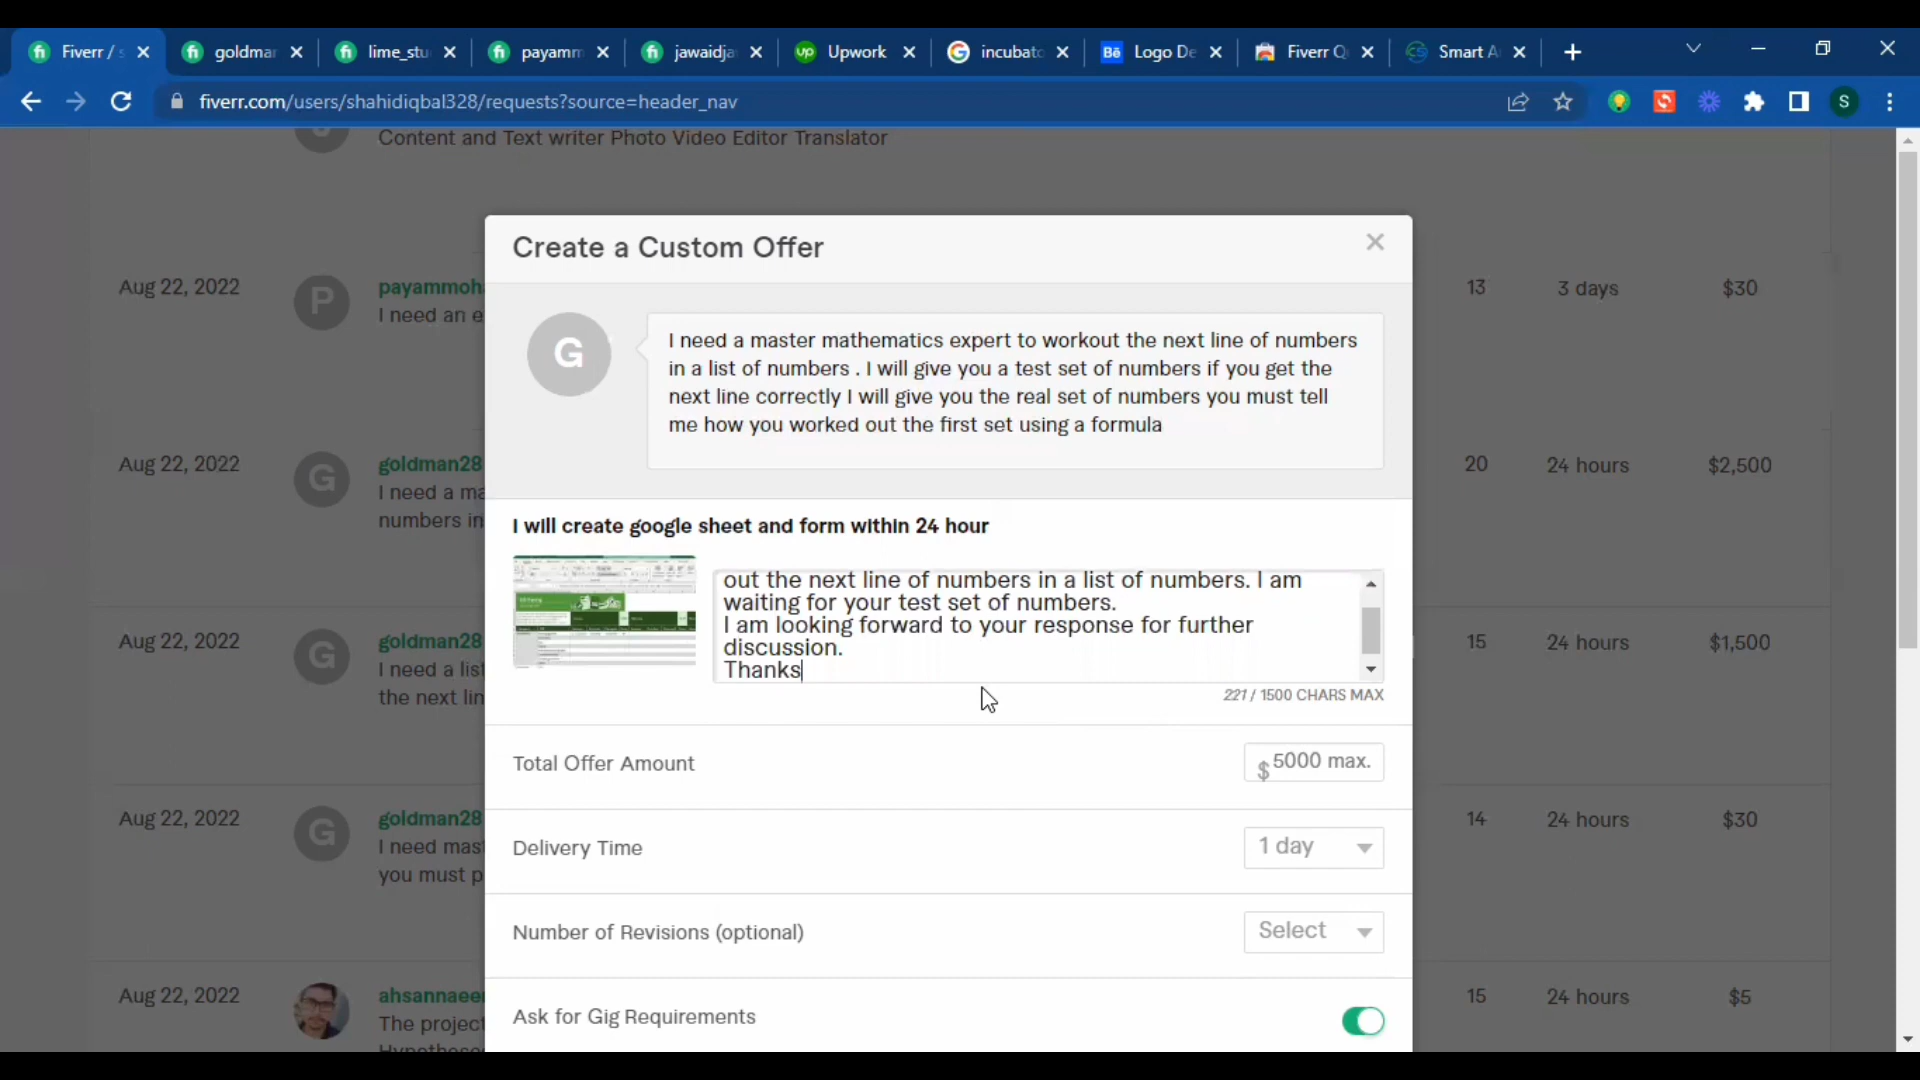 Fiverr / s
goldmar
lime_stu
payamm
jawaidja
Upwork
incubato
Logo De
Fiverr Q
Smart A
fiverr.com/users/shahidiqbal328/requests?source=header_nav
S
Content and Text writer Photo Video Editor Translator
Create a Custom Offer
G
I need a master mathematics expert to workout the next line of numbers
in a list of numbers . I will give you a test set of numbers if you get the
next line correctly I will give you the real set of numbers you must tell
me how you worked out the first set using a formula
I will create google sheet and form within 24 hour
out the next line of numbers in a list of numbers. I am
waiting for your test set of numbers.
I am looking forward to your response for further
discussion.
Thanks
221 / 1500 CHARS MAX
Total Offer Amount
$ 5000 max.
Delivery Time
1 day
Number of Revisions (optional)
Select
Ask for Gig Requirements
Aug 22, 2022
P
payammoh
I need an e
13
3 days
$30
Aug 22, 2022
G
goldman28
I need a ma
numbers in
20
24 hours
$2,500
Aug 22, 2022
G
goldman28
I need a list
the next lin
15
24 hours
$1,500
Aug 22, 2022
G
goldman28
I need mas
you must p
14
24 hours
$30
Aug 22, 2022
ahsannaee
The project
15
24 hours
$5